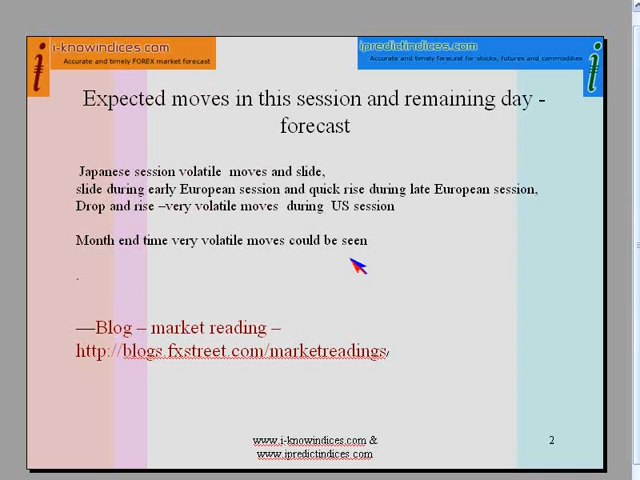 i-knowindices.com
Accurate and timely FOREX market forecast
ipredictindices.com
Accurate and timely forecast for stocks, futures and commodities
Expected moves in this session and remaining day -
forecast
Japanese session volatile moves and slide,
slide during early European session and quick rise during late European session,
Drop and rise –very volatile moves during US session
Month end time very volatile moves could be seen
.
—Blog – market reading –
http://blogs.fxstreet.com/marketreadings/
www.i-knowindices.com &
www.ipredictindices.com
2